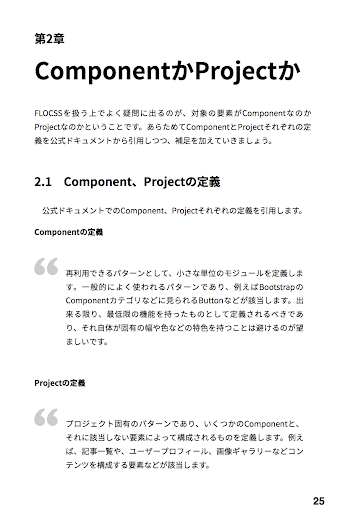 第2章
ComponentかProjectか
FLOCSSを扱う上でよく疑問に出るのが、対象の要素がComponentなのか
Projectなのかということです。あらためてComponentとProjectそれぞれの定
義を公式ドキュメントから引用しつつ、補足を加えていきましょう。
2.1 Component、Projectの定義
公式ドキュメントでのComponent、Projectそれぞれの定義を引用します。
Componentの定義
再利用できるパターンとして、小さな単位のモジュールを定義しま
す。一般的によく使われるパターンであり、例えばBootstrapの
Componentカテゴリなどに見られるButtonなどが該当します。出
来る限り、最低限の機能を持ったものとして定義されるべきであ
り、それ自体が固有の幅や色などの特色を持つことは避けるのが望
ましいです。
Projectの定義
プロジェクト固有のパターンであり、いくつかのComponentと、
それに該当しない要素によって構成されるものを定義します。例え
ば、記事一覧や、ユーザープロフィール、画像ギャラリーなどコン
テンツを構成する要素などが該当します。
25